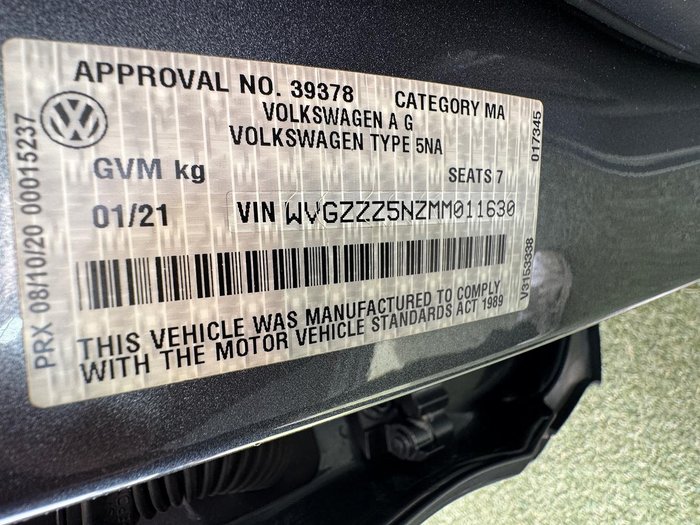 APPROVAL NO. 39378 CATEGORY MA
VOLKSWAGEN A G
VOLKSWAGEN TYPE 5NA
GVM kg SEATS 7
01/21 VIN WVGZZZ5NZMM011630
THIS VEHICLE WAS MANUFACTURED TO COMPLY
WITH THE MOTOR VEHICLE STANDARDS ACT 1989
PRX 08/10/20 00015237
V3153338
017345